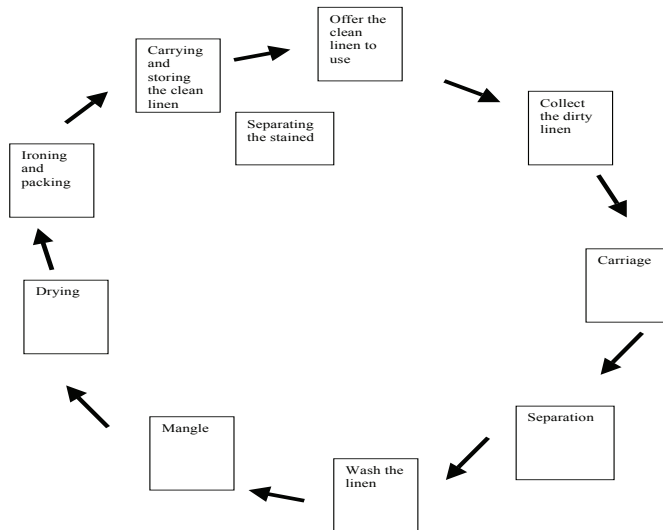 Offer the
clean
linen to
use
Carrying
and
storing
the clean
linen
Collect
the dirty
linen
Separating
the stained
Ironing
and
packing
Carriage
Drying
Separation
Mangle
Wash the
linen